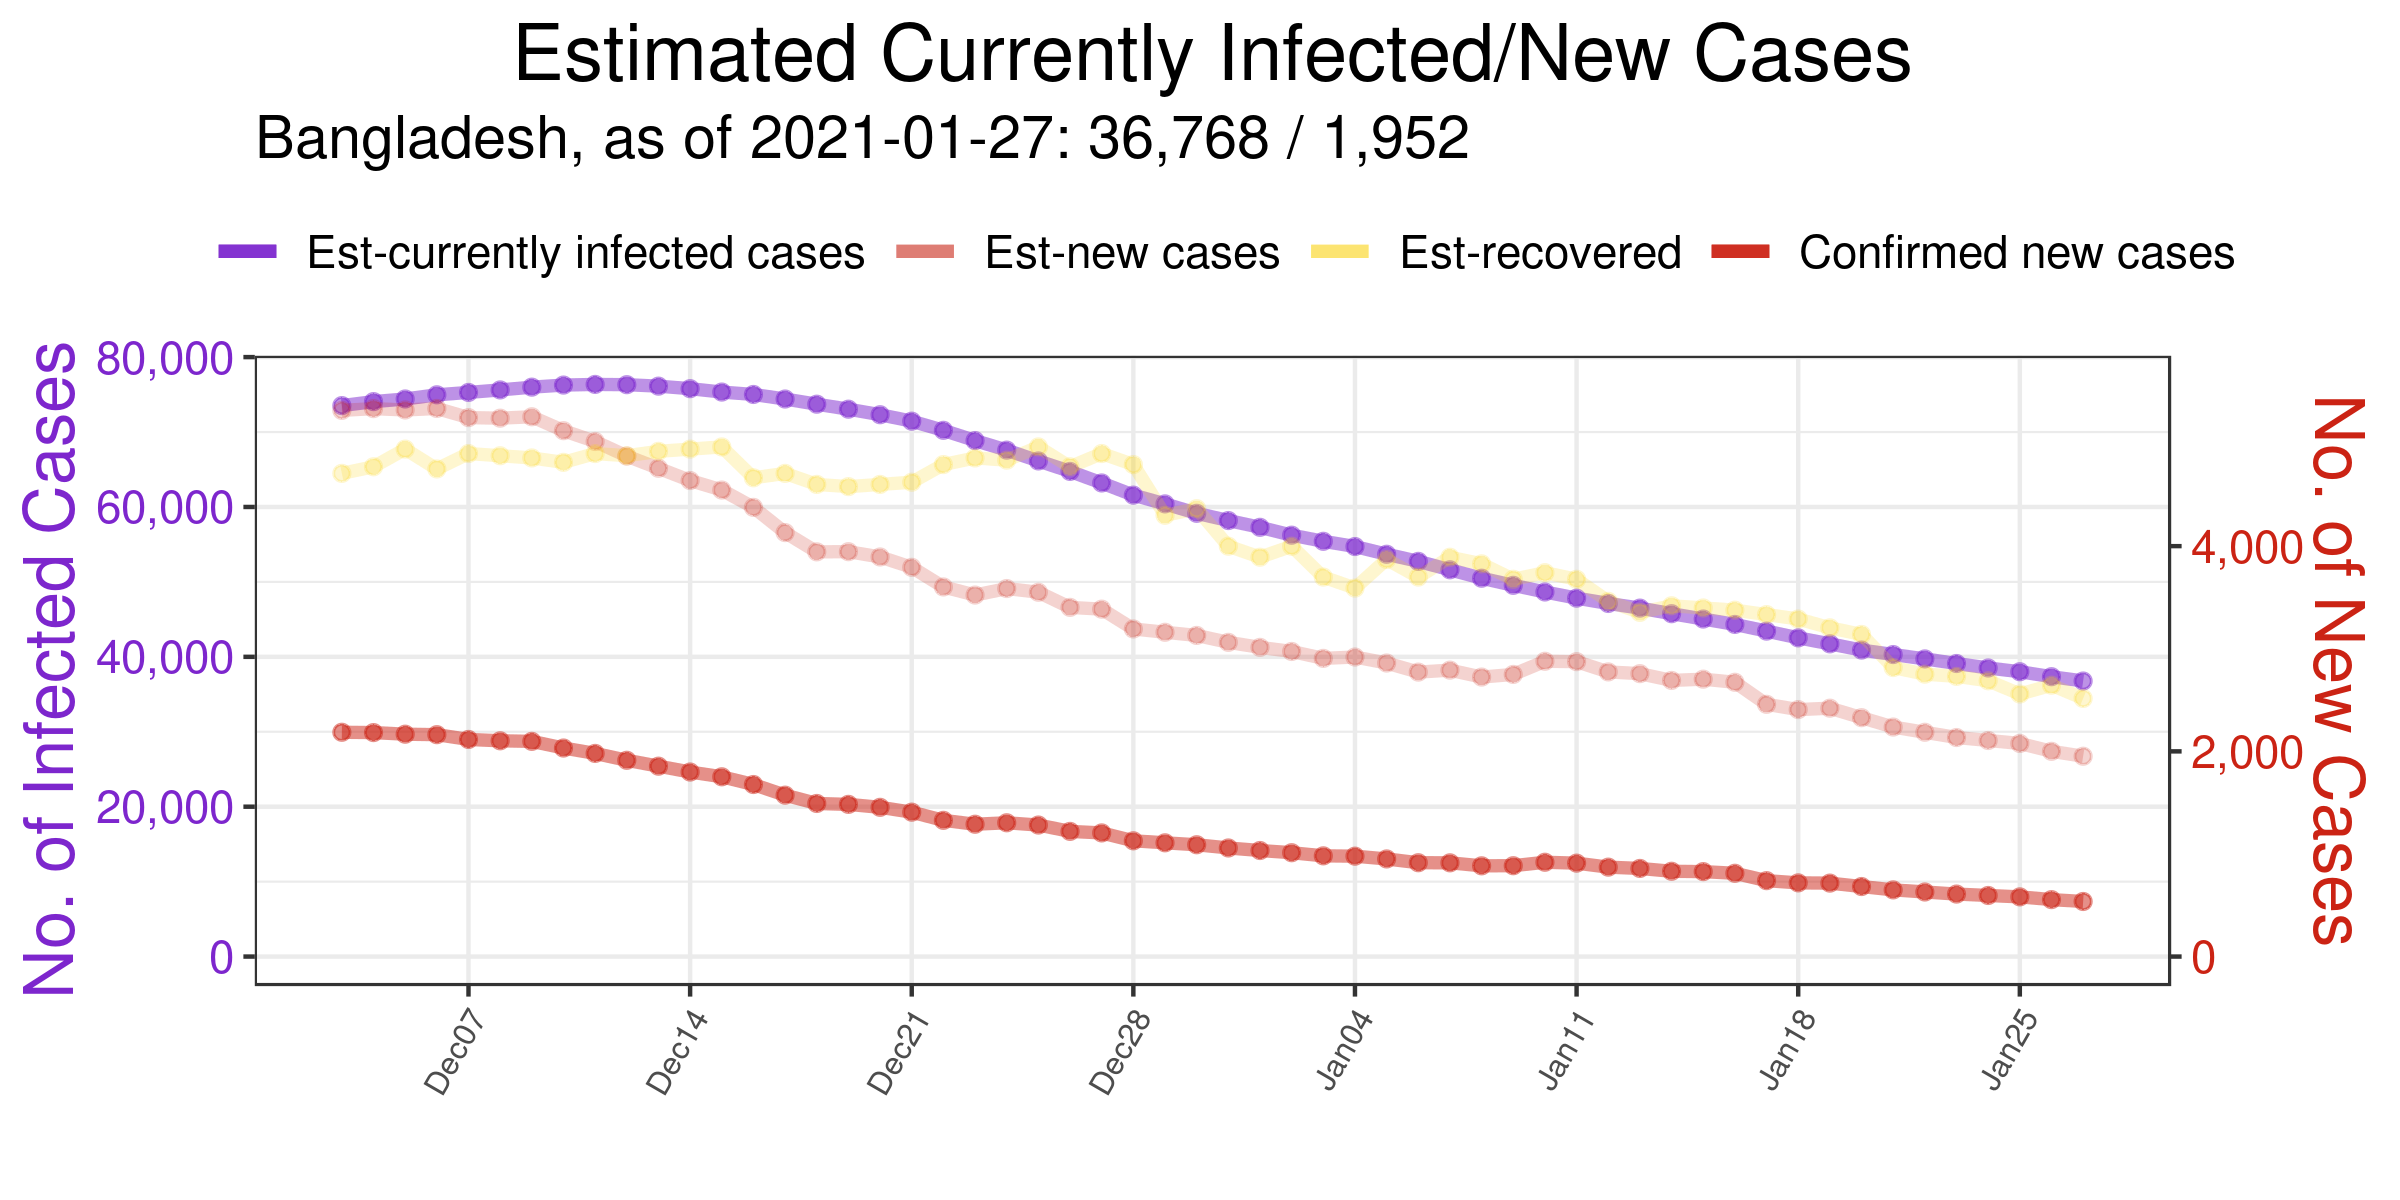 Estimated Currently Infected/New Cases
Bangladesh, as of 2021-01-27: 36,768 / 1,952
Est-currently infected cases Est-new cases Est-recovered Confirmed new cases
No. of Infected Cases
80,000
60,000
40,000
20,000
0
No. of New Cases
4,000
2,000
0
Dec07 Dec14 Dec21 Dec28 Jan04 Jan11 Jan18 Jan25